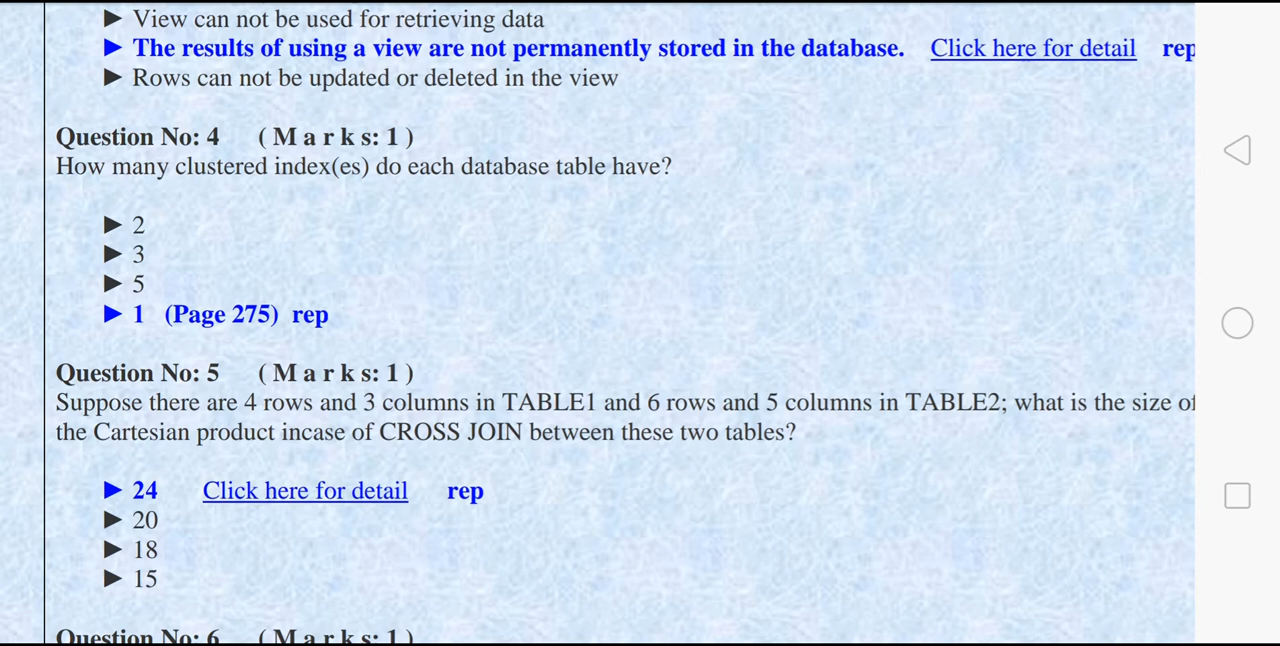 ► View can not be used for retrieving data
► The results of using a view are not permanently stored in the database. Click here for detail rep
► Rows can not be updated or deleted in the view
Question No: 4 ( M a r k s: 1 )
How many clustered index(es) do each database table have?
► 2
► 3
► 5
► 1 (Page 275) rep
Question No: 5 ( M a r k s: 1 )
Suppose there are 4 rows and 3 columns in TABLE1 and 6 rows and 5 columns in TABLE2; what is the size of
the Cartesian product incase of CROSS JOIN between these two tables?
► 24 Click here for detail rep
► 20
► 18
► 15
Question No: 6 ( M a r k s: 1 )